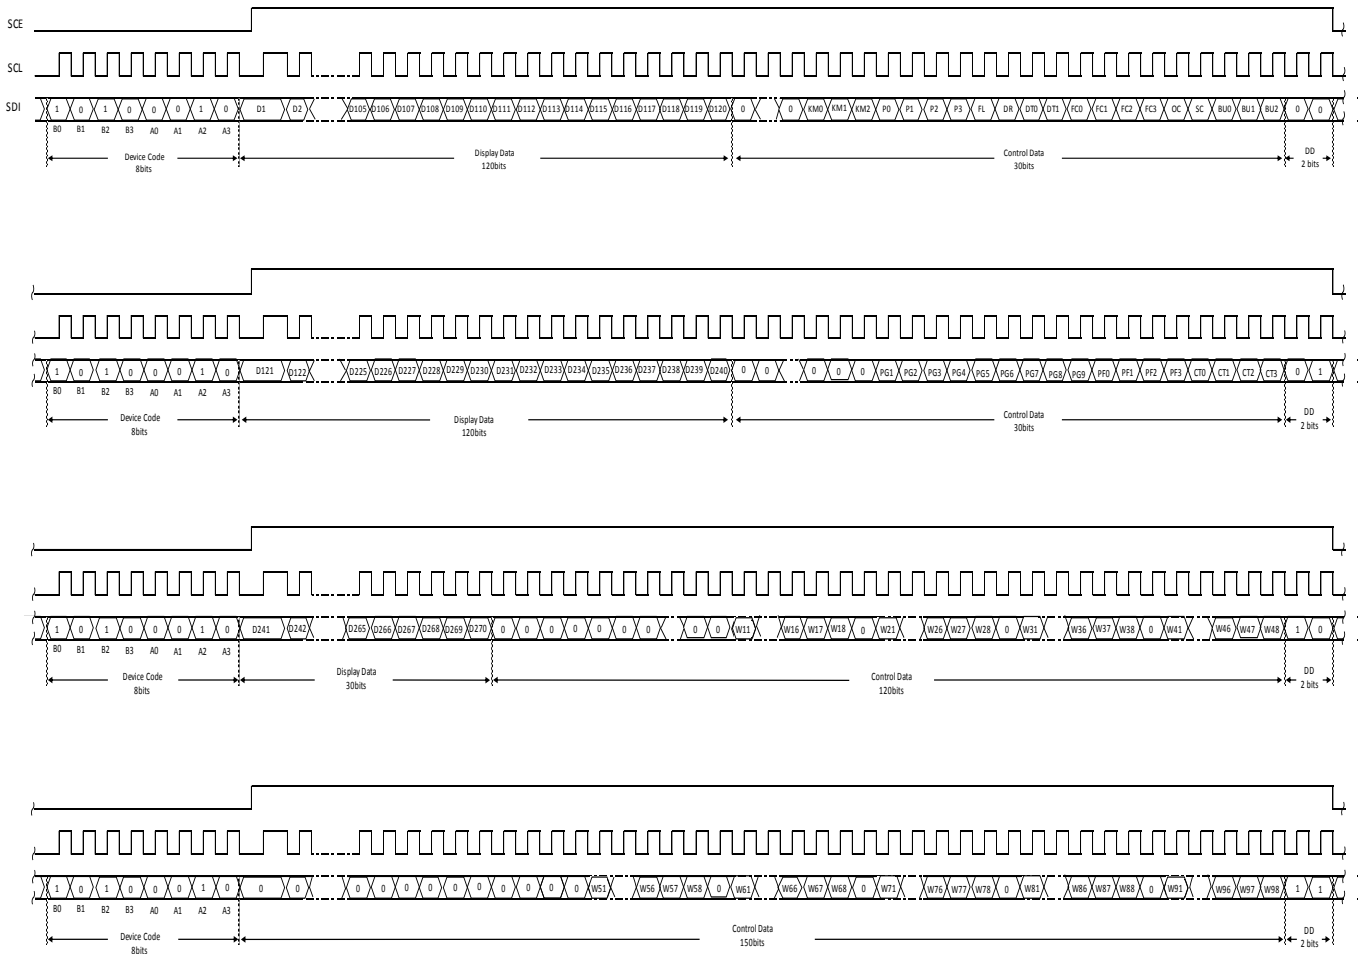 SCE
SCL
SDI 1 0 1 0 0 0 1 0 D1 D2 D105 D106 D107 D108 D109 D110 D111 D112 D113 D114 D115 D116 D117 D118 D119 D120 0 0 KM0 KM1 KM2 P0 P1 P2 P3 FL DR DT0 DT1 FC0 FC1 FC2 FC3 OC SC BU0 BU1 BU2 0 0
B0 B1 B2 B3 A0 A1 A2 A3
Device Code Display Data Control Data DD
8bits 120bits 30bits 2 bits
1 0 1 0 0 0 1 0 D121 D122 D225 D226 D227 D228 D229 D230 D231 D232 D233 D234 D235 D236 D237 D238 D239 D240 0 0 0 0 0 PG1 PG2 PG3 PG4 PG5 PG6 PG7 PG8 PG9 PF0 PF1 PF2 PF3 CT0 CT1 CT2 CT3 0 1
B0 B1 B2 B3 A0 A1 A2 A3
Device Code Display Data Control Data DD
8bits 120bits 30bits 2 bits
1 0 1 0 0 0 1 0 D241 D242 D265 D266 D267 D268 D269 D270 0 0 0 0 0 0 0 0 0 W11 W16 W17 W18 0 W21 W26 W27 W28 0 W31 W36 W37 W38 0 W41 W46 W47 W48 1 0
B0 B1 B2 B3 A0 A1 A2 A3
Device Code Display Data Control Data DD
8bits 30bits 120bits 2 bits
1 0 1 0 0 0 1 0 0 0 0 0 0 0 0 0 0 0 0 0 W51 W56 W57 W58 0 W61 W66 W67 W68 0 W71 W76 W77 W78 0 W81 W86 W87 W88 0 W91 W96 W97 W98 1 1
B0 B1 B2 B3 A0 A1 A2 A3
Device Code Control Data DD
8bits 150bits 2 bits